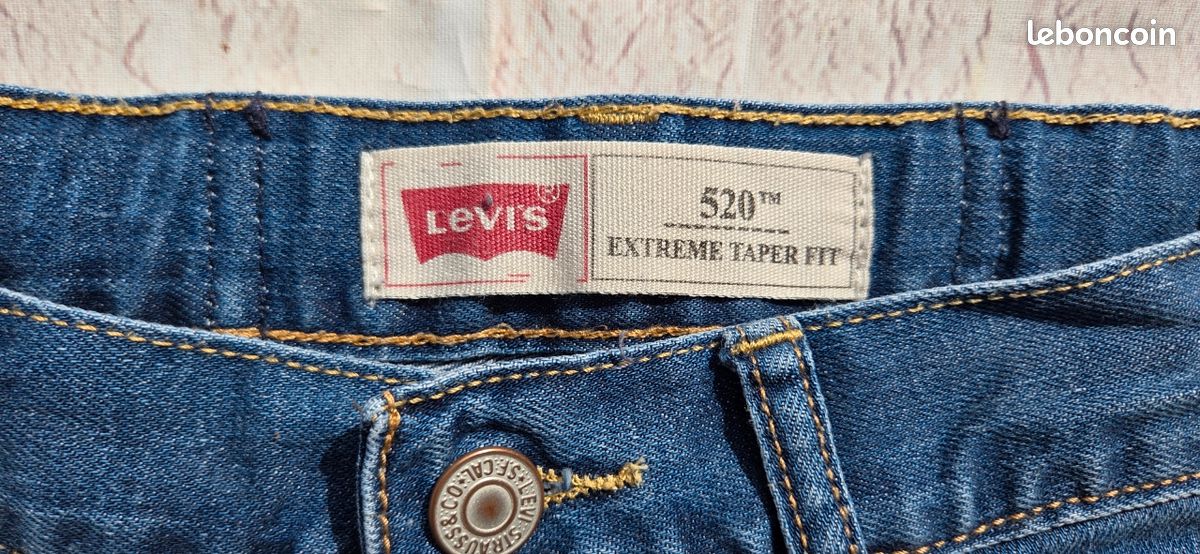 leboncoin
LEVI'S®
520™
EXTREME TAPER FIT
LEVI STRAUSS & CO. S.F. CAL.